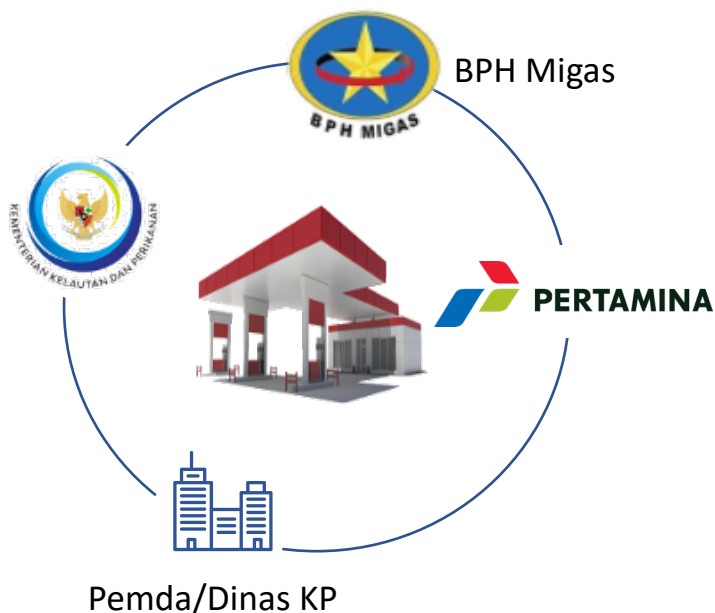 BPH MIGAS
BPH Migas
KEMENTERIAN KELAUTAN DAN PERIKANAN
PERTAMINA
Pemda/Dinas KP